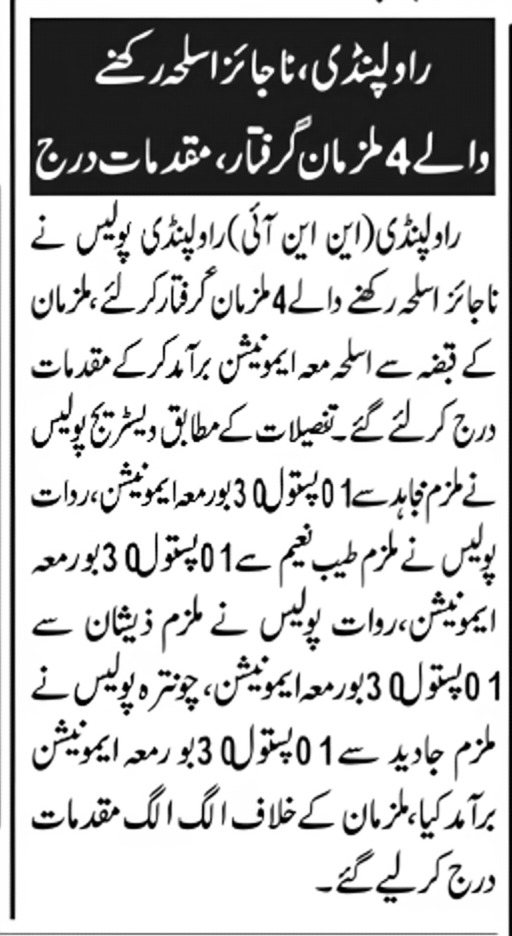 راولپنڈی، ناجائز اسلحہ رکھنے
والے 4 ملزمان گرفتار، مقدمات درج
راولپنڈی (این این آئی) راولپنڈی پولیس نے
ناجائز اسلحہ رکھنے والے 4 ملزمان گرفتار کر لئے، ملزمان
کے قبضہ سے اسلحہ معہ ایمونیشن برآمد کر کے مقدمات
درج کر لئے گئے۔ تفصیلات کے مطابق ویسٹریج پولیس
نے ملزم مجاہد سے 01 پستول 30 بور معہ ایمونیشن، روات
پولیس نے ملزم طیب نعیم سے 01 پستول 30 بور معہ
ایمونیشن، روات پولیس نے ملزم ذیشان سے
01 پستول 30 بور معہ ایمونیشن، چونترہ پولیس نے
ملزم جادید سے 01 پستول 30 بور معہ ایمونیشن
برآمد کیا، ملزمان کے خلاف الگ الگ مقدمات
درج کر لیے گئے۔